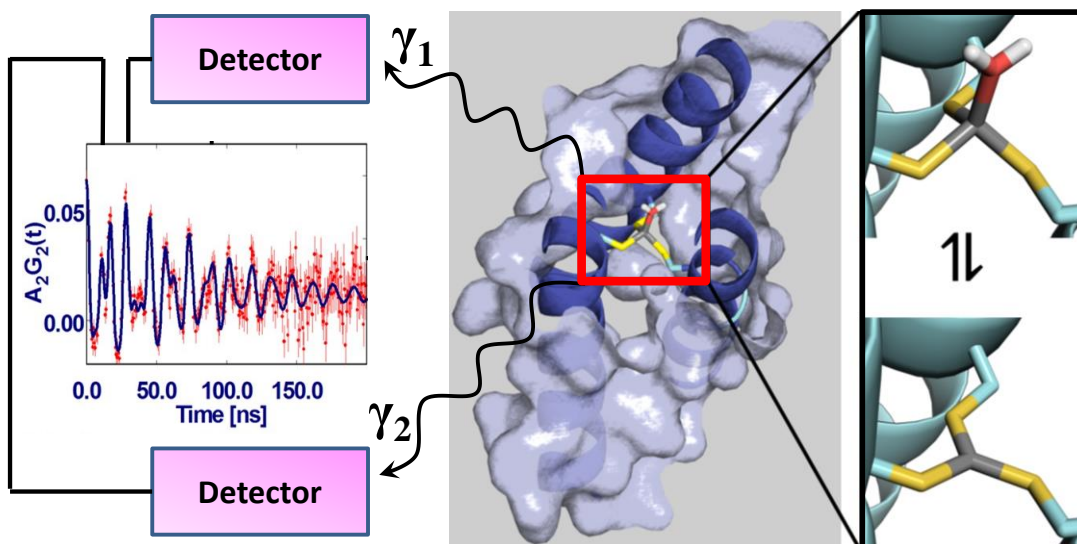 Detector
γ1
A2G2(t)
0.05
0.00
0.0 50.0 100.0 150.0
Time [ns]
γ2
Detector